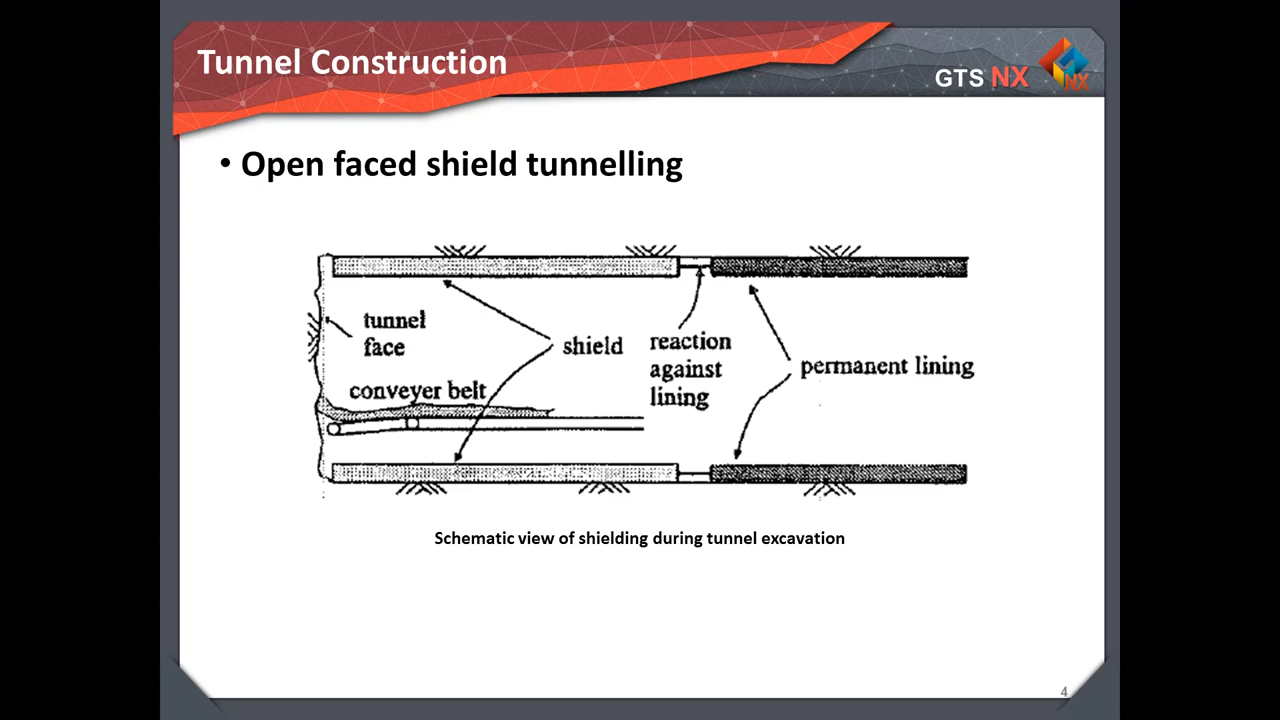 Tunnel Construction
GTS NX
NX
• Open faced shield tunnelling
tunnel
face
shield
reaction
against
lining
permanent lining
conveyer belt
Schematic view of shielding during tunnel excavation
4